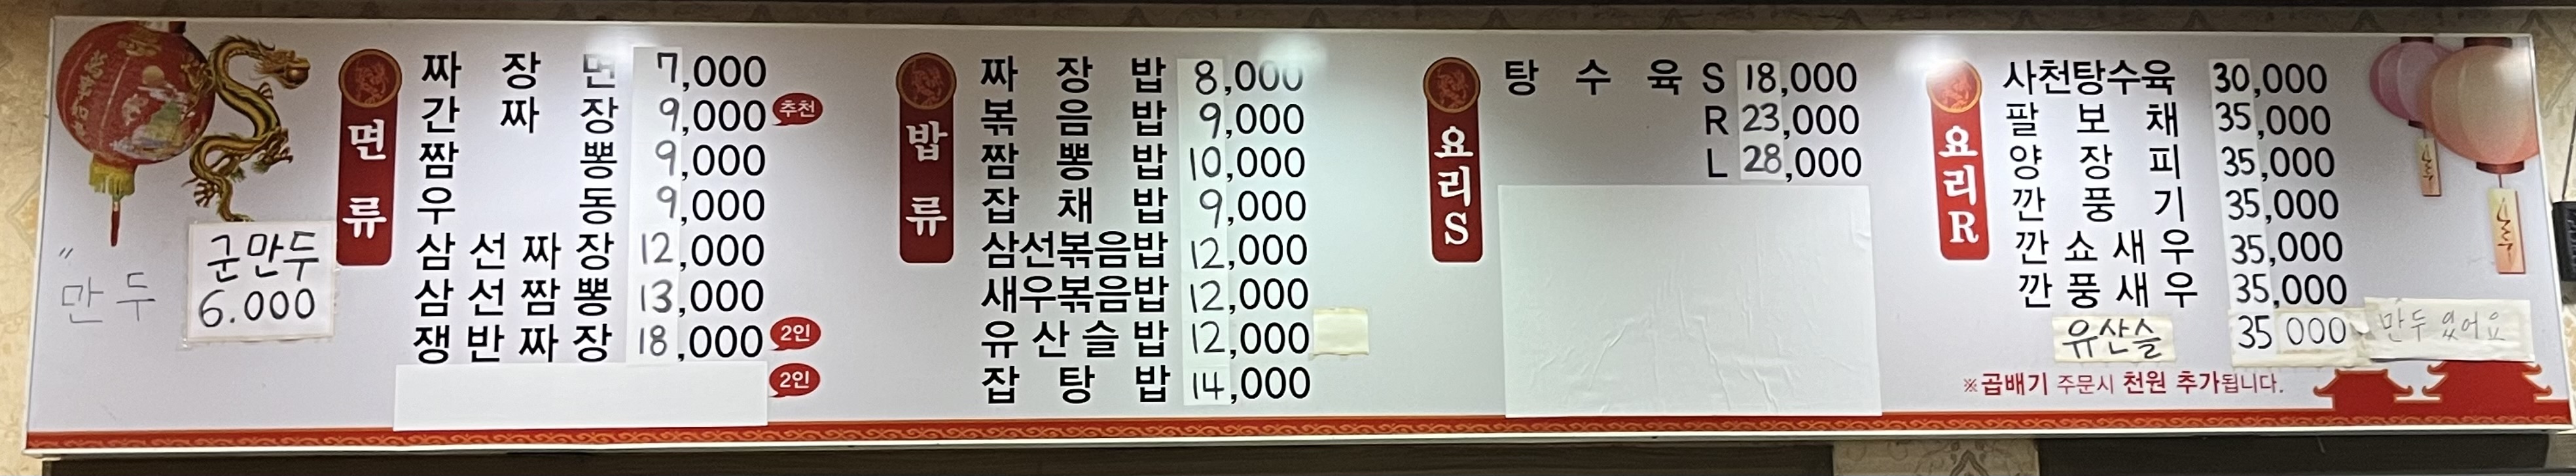 만두
군만두
6.000
면류
짜장면 7,000
간짜장 9,000 추천
짬뽕 9,000
우동 9,000
삼선짜장 12,000
삼선짬뽕 13,000
쟁반짜장 18,000 2인
2인
밥류
짜장밥 8,000
볶음밥 9,000
짬뽕밥 10,000
잡채밥 9,000
삼선볶음밥 12,000
새우볶음밥 12,000
유산슬밥 12,000
잡탕밥 14,000
요리S
탕수육 S 18,000
R 23,000
L 28,000
요리R
사천탕수육 30,000
팔보채 35,000
양장피 35,000
깐풍기 35,000
깐쇼새우 35,000
깐풍새우 35,000
유산슬 35 000
만두 있어요
※곱배기 주문시 천원 추가됩니다.